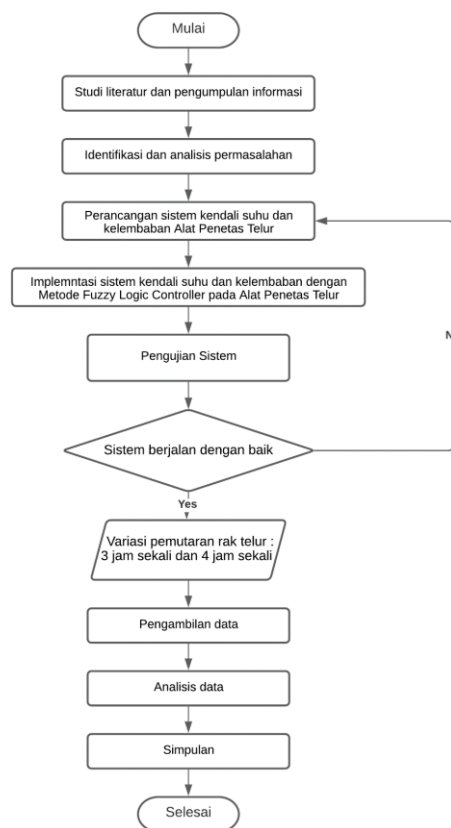 Mulai
Studi literatur dan pengumpulan informasi
Identifikasi dan analisis permasalahan
Perancangan sistem kendali suhu dan
kelembaban Alat Penetas Telur
Implemntasi sistem kendali suhu dan kelembaban dengan
Metode Fuzzy Logic Controller pada Alat Penetas Telur
Pengujian Sistem
Sistem berjalan dengan baik
N
Yes
Variasi pemutaran rak telur :
3 jam sekali dan 4 jam sekali
Pengambilan data
Analisis data
Simpulan
Selesai